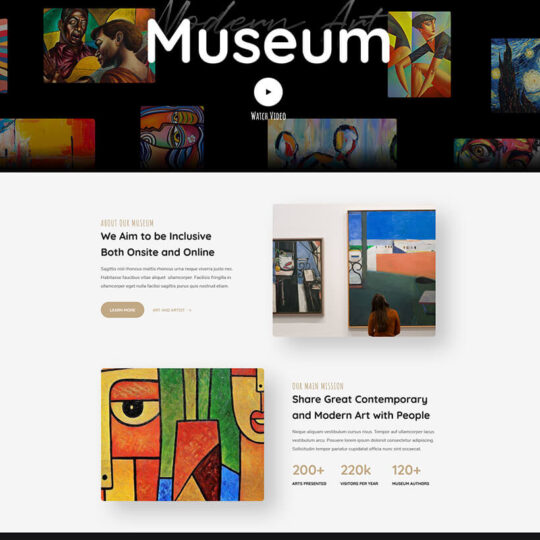 Modern Art
Museum
Watch Video
ABOUT OUR MUSEUM
We Aim to be Inclusive
Both Onsite and Online
Sagittis nisl rhoncus mattis rhoncus urna neque viverra justo nec.
Habitasse faucibus vitae aliquet ullamcorper. Facilisis fringilla in
ullamcorper eget nulla facilisi sagittis purus quis nostrud etiam.
LEARN MORE
ART AND ARTIST →
OUR MAIN MISSION
Share Great Contemporary
and Modern Art with People
Neque aliquam vestibulum cursus risus. Tempor auf ullamcorper lacus
vestibulum arcu. Posuere lorem ipsum dolorsit consectetur adipiscing.
Sollicitudin tempor parietur cupidatat officia nunc sint occaecat.
200+ 220k 120+
ARTS PRESENTED VISITORS PER YEAR MUSEUM AUTHORS